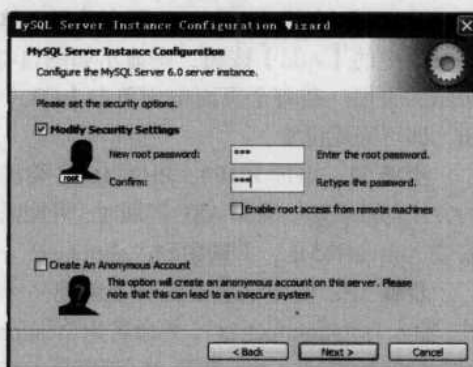 MySQL Server Instance Configuration Wizard
MySQL Server Instance Configuration
Configure the MySQL Server 6.0 server instance.
Please set the security options.
Modify Security Settings
New root password: *** Enter the root password.
root
Confirm: *** Retype the password.
Enable root access from remote machines
Create An Anonymous Account
This option will create an anonymous account on this server. Please
note that this can lead to an insecure system.
< Back Next > Cancel